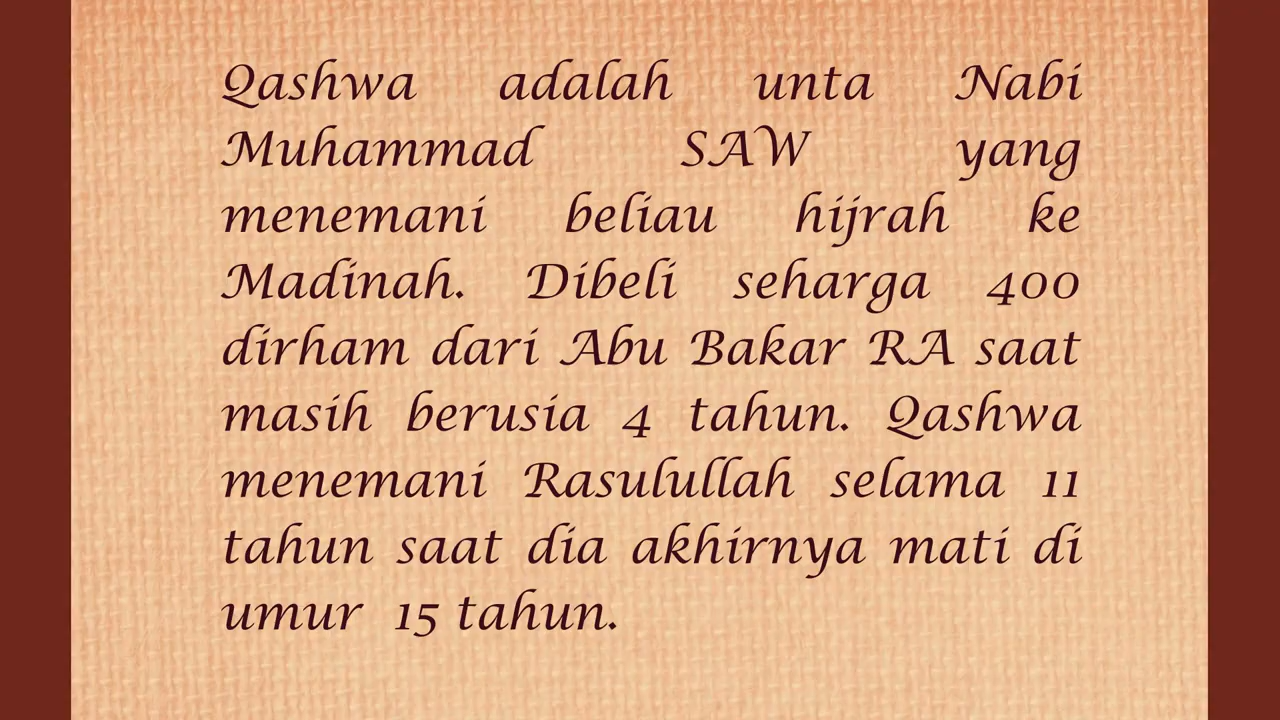 Qashwa adalah unta Nabi
Muhammad SAW yang
menemani beliau hijrah ke
Madinah. Dibeli seharga 400
dirham dari Abu Bakar RA saat
masih berusia 4 tahun. Qashwa
menemani Rasulullah selama 11
tahun saat dia akhirnya mati di
umur 15 tahun.